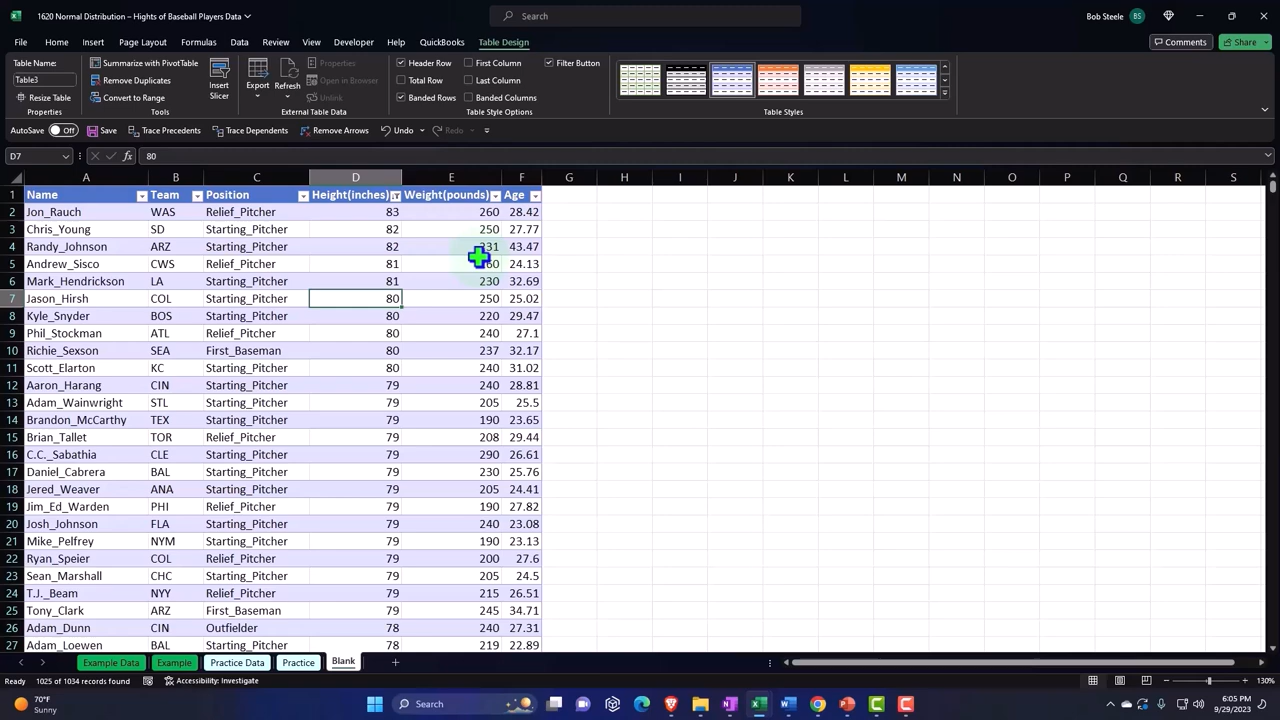 1620 Normal Distribution – Hights of Baseball Players Data
Search
Bob Steele BS
File Home Insert Page Layout Formulas Data Review View Developer Help QuickBooks Table Design Comments Share
Table Name: Summarize with PivotTable Properties Header Row First Column Filter Button
Table3 Remove Duplicates Insert Slicer Export Refresh Open in Browser Total Row Last Column
Resize Table Convert to Range Unlink Banded Rows Banded Columns
Properties Tools External Table Data Table Style Options Table Styles
AutoSave Off Save Trace Precedents Trace Dependents Remove Arrows Undo Redo
D7 fx 80
A B C D E F G H I J K L M N O P Q R S
1 Name Team Position Height(inches) Weight(pounds) Age
2 Jon_Rauch WAS Relief_Pitcher 83 260 28.42
3 Chris_Young SD Starting_Pitcher 82 250 27.77
4 Randy_Johnson ARZ Starting_Pitcher 82 231 43.47
5 Andrew_Sisco CWS Relief_Pitcher 81 24.13
6 Mark_Hendrickson LA Starting_Pitcher 81 230 32.69
7 Jason_Hirsh COL Starting_Pitcher 80 250 25.02
8 Kyle_Snyder BOS Starting_Pitcher 80 220 29.47
9 Phil_Stockman ATL Relief_Pitcher 80 240 27.1
10 Richie_Sexson SEA First_Baseman 80 237 32.17
11 Scott_Elarton KC Starting_Pitcher 80 240 31.02
12 Aaron_Harang CIN Starting_Pitcher 79 240 28.81
13 Adam_Wainwright STL Starting_Pitcher 79 205 25.5
14 Brandon_McCarthy TEX Starting_Pitcher 79 190 23.65
15 Brian_Tallet TOR Relief_Pitcher 79 208 29.44
16 C.C._Sabathia CLE Starting_Pitcher 79 290 26.61
17 Daniel_Cabrera BAL Starting_Pitcher 79 230 25.76
18 Jered_Weaver ANA Starting_Pitcher 79 205 24.41
19 Jim_Ed_Warden PHI Relief_Pitcher 79 190 27.82
20 Josh_Johnson FLA Starting_Pitcher 79 240 23.08
21 Mike_Pelfrey NYM Starting_Pitcher 79 190 23.13
22 Ryan_Speier COL Relief_Pitcher 79 200 27.6
23 Sean_Marshall CHC Starting_Pitcher 79 205 24.5
24 T.J._Beam NYY Relief_Pitcher 79 215 26.51
25 Tony_Clark ARZ First_Baseman 79 245 34.71
26 Adam_Dunn CIN Outfielder 78 240 27.31
27 Adam_Loewen BAL Starting_Pitcher 78 219 22.89
Example Data Example Practice Data Practice Blank
Ready 1025 of 1034 records found Accessibility: Investigate 130%
70°F Sunny Search 6:05 PM 9/29/2023